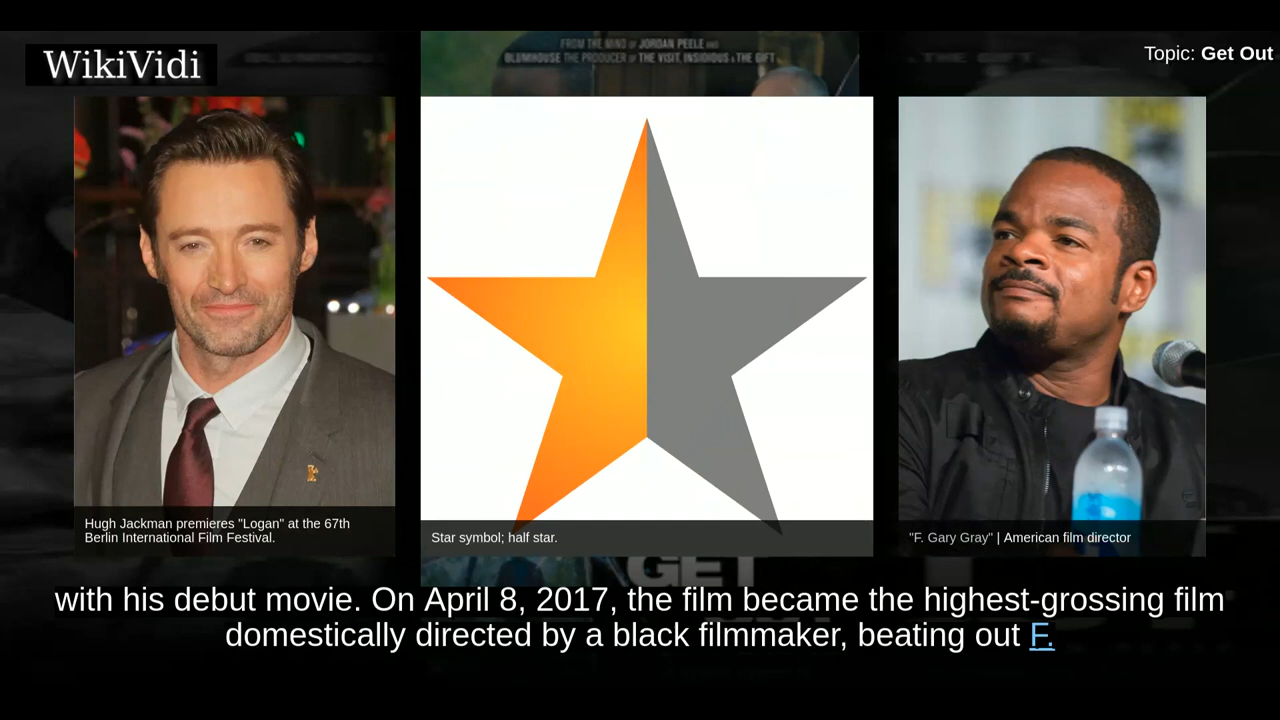 FROM THE MIND OF JORDAN PEELE AND
BLUMHOUSE THE PRODUCER OF THE VISIT, INSIDIOUS & THE GIFT
WikiVidi
Topic: Get Out
Hugh Jackman premieres "Logan" at the 67th
Berlin International Film Festival.
Star symbol; half star.
"F. Gary Gray" | American film director
GET
with his debut movie. On April 8, 2017, the film became the highest-grossing film
domestically directed by a black filmmaker, beating out F.